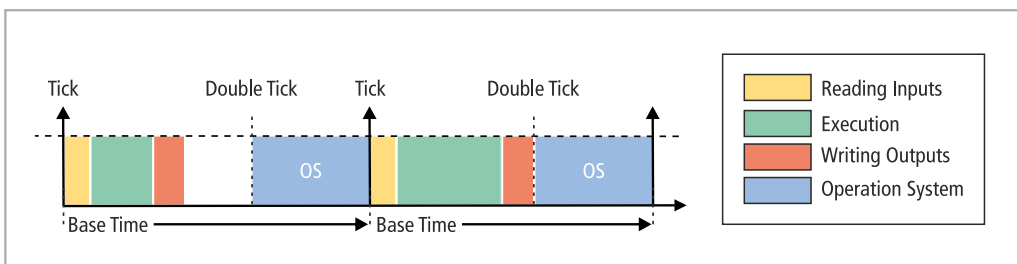 Tick
Double Tick
Tick
Double Tick
OS
OS
Base Time
Base Time
Reading Inputs
Execution
Writing Outputs
Operation System